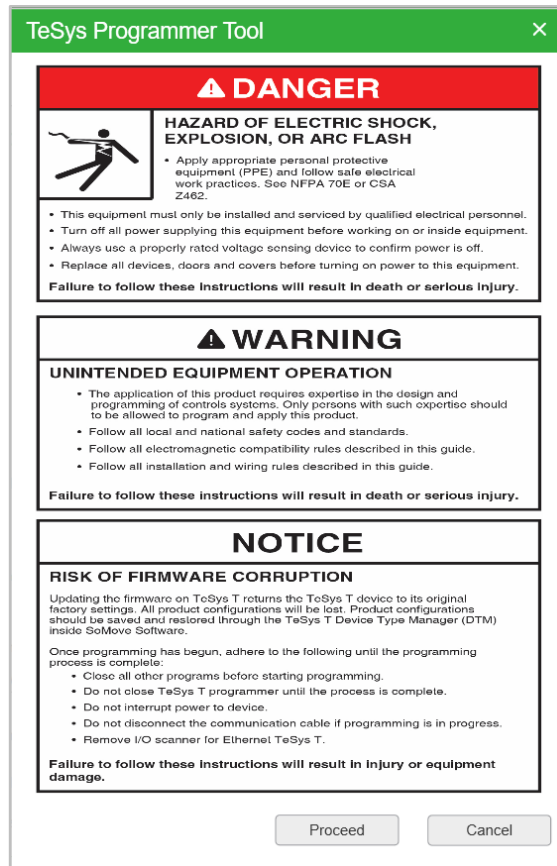 TeSys Programmer Tool
DANGER
HAZARD OF ELECTRIC SHOCK,
EXPLOSION, OR ARC FLASH
• Apply appropriate personal protective
equipment (PPE) and follow safe electrical
work practices. See NFPA 70E or CSA
Z462.
• This equipment must only be installed and serviced by qualified electrical personnel.
• Turn off all power supplying this equipment before working on or inside equipment.
• Always use a properly rated voltage sensing device to confirm power is off.
• Replace all devices, doors and covers before turning on power to this equipment.
Failure to follow these instructions will result in death or serious injury.
WARNING
UNINTENDED EQUIPMENT OPERATION
• The application of this product requires expertise in the design and
programming of controls systems. Only persons with such expertise should
to be allowed to program and apply this product.
• Follow all local and national safety codes and standards.
• Follow all electromagnetic compatibility rules described in this guide.
• Follow all installation and wiring rules described in this guide.
Failure to follow these instructions will result in death or serious injury.
NOTICE
RISK OF FIRMWARE CORRUPTION
Updating the firmware on TeSys T returns the TeSys T device to its original
factory settings. All product configurations will be lost. Product configurations
should be saved and restored through the TeSys T Device Type Manager (DTM)
inside SoMove Software.
Once programming has begun, adhere to the following until the programming
process is complete:
• Close all other programs before starting programming.
• Do not close TeSys T programmer until the process is complete.
• Do not interrupt power to device.
• Do not disconnect the communication cable if programming is in progress.
• Remove I/O scanner for Ethernet TeSys T.
Failure to follow these instructions will result in injury or equipment
damage.
Proceed
Cancel